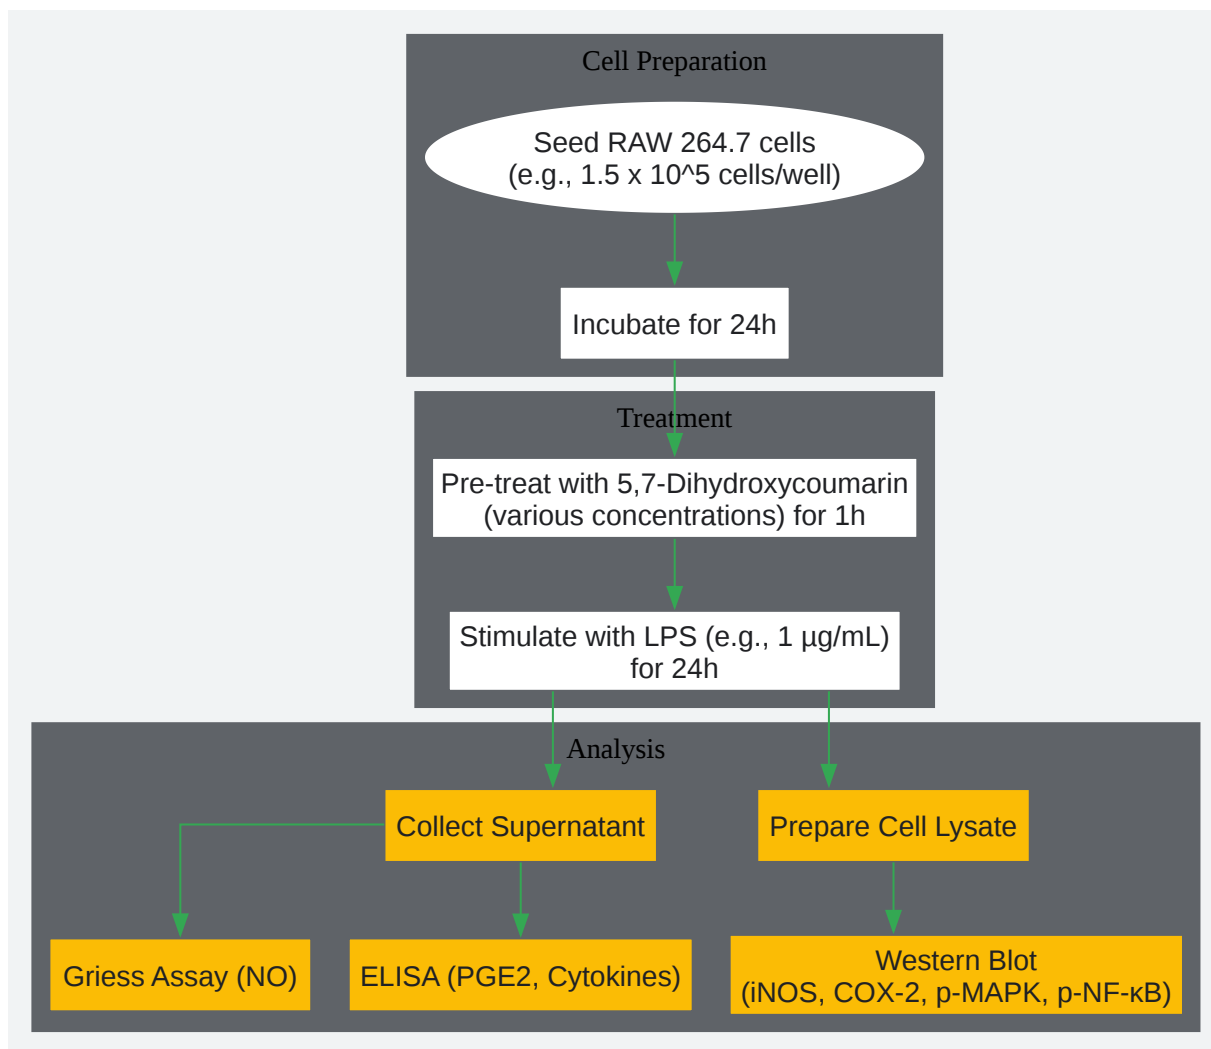 Cell Preparation
Seed RAW 264.7 cells
(e.g., 1.5 x 10^5 cells/well)
Incubate for 24h
Treatment
Pre-treat with 5,7-Dihydroxycoumarin
(various concentrations) for 1h
Stimulate with LPS (e.g., 1 µg/mL)
for 24h
Analysis
Collect Supernatant
Prepare Cell Lysate
Griess Assay (NO)
ELISA (PGE2, Cytokines)
Western Blot
(iNOS, COX-2, p-MAPK, p-NF-κB)